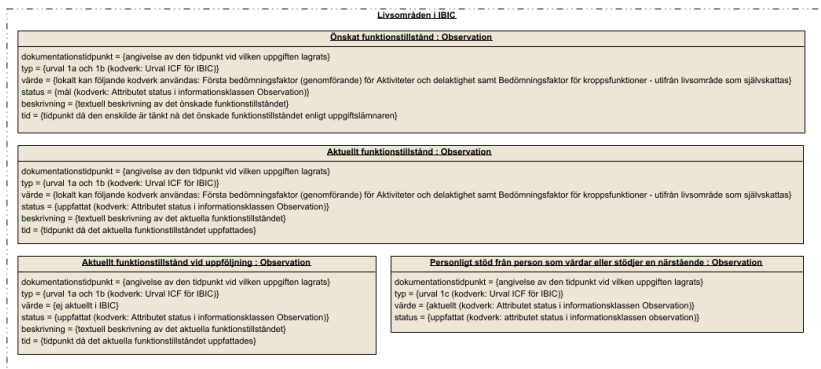 Livsområden i IBIC
Önskat funktionstillstånd : Observation
dokumentationstidpunkt = {angivelse av den tidpunkt vid vilken uppgiften lagrats}
typ = {urval 1a och 1b (kodverk: Urval ICF för IBIC)}
värde = {lokalt kan följande kodverk användas: Första bedömningsfaktor (genomförande) för Aktiviteter och delaktighet samt Bedömningsfaktor för kroppsfunktioner - utifrån livsområde som självskattas}
status = {mål (kodverk: Attributet status i informationsklassen Observation)}
beskrivning = {textuell beskrivning av det önskade funktionstillståndet}
tid = {tidpunkt då den enskilde är tänkt nå det önskade funktionstillståndet enligt uppgiftslämnaren}
Aktuellt funktionstillstånd : Observation
dokumentationstidpunkt = {angivelse av den tidpunkt vid vilken uppgiften lagrats}
typ = {urval 1a och 1b (kodverk: Urval ICF för IBIC)}
värde = {lokalt kan följande kodverk användas: Första bedömningsfaktor (genomförande) för Aktiviteter och delaktighet samt Bedömningsfaktor för kroppsfunktioner - utifrån livsområde som självskattas}
status = {uppfattat (kodverk: Attributet status i informationsklassen Observation)}
beskrivning = {textuell beskrivning av det aktuella funktionstillståndet}
tid = {tidpunkt då det aktuella funktionstillståndet uppfattades}
Aktuellt funktionstillstånd vid uppföljning : Observation
dokumentationstidpunkt = {angivelse av den tidpunkt vid vilken uppgiften lagrats}
typ = {urval 1a och 1b (kodverk: Urval ICF för IBIC)}
värde = {ej aktuellt i IBIC}
status = {uppfattat (kodverk: Attributet status i informationsklassen Observation)}
beskrivning = {textuell beskrivning av det aktuella funktionstillståndet}
tid = {tidpunkt då det aktuella funktionstillståndet uppfattades}
Personligt stöd från person som vårdar eller stödjer en närstående : Observation
dokumentationstidpunkt = {angivelse av den tidpunkt vid vilken uppgiften lagrats}
typ = {urval 1c (kodverk: Urval ICF för IBIC)}
värde = {aktuellt (kodverk: Attributet status i informationsklassen Observation)}
status = {uppfattat (kodverk: attributet status i informationsklassen observation)}